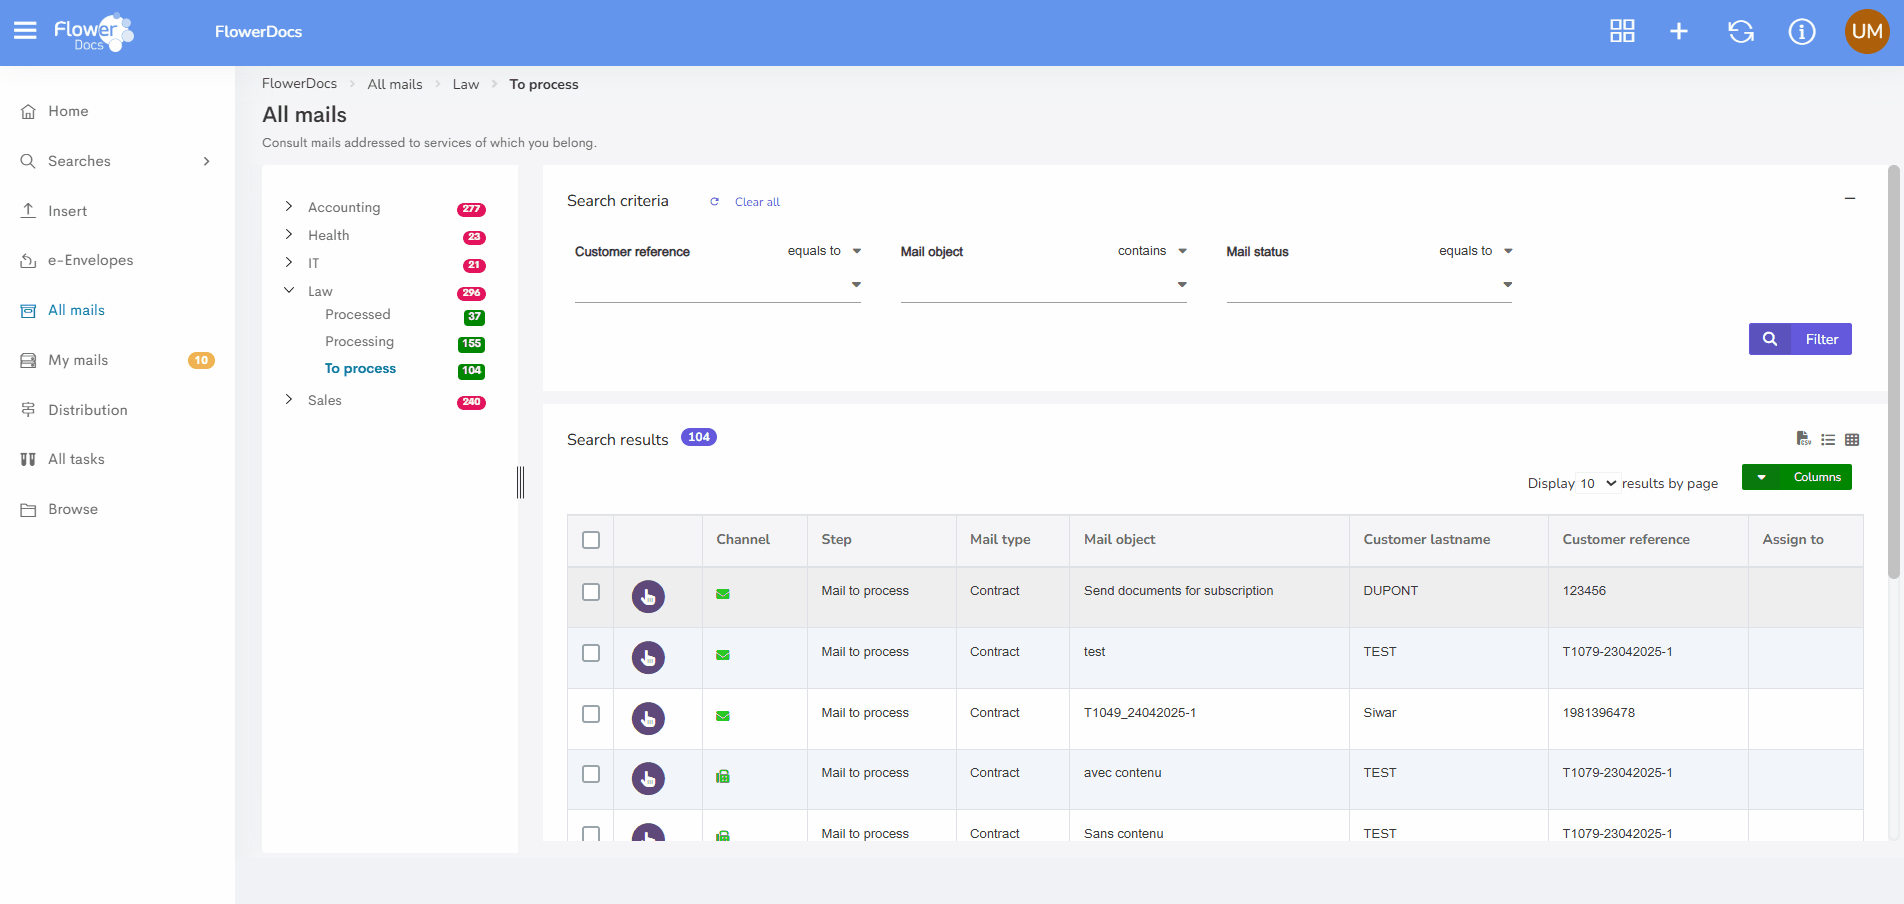 Flower
Docs
FlowerDocs
UM
Home
Searches
Insert
e-Envelopes
All mails
My mails 10
Distribution
All tasks
Browse
FlowerDocs > All mails > Law > To process
All mails
Consult mails addressed to services of which you belong.
Accounting 277
Health 23
IT 21
Law 296
Processed 37
Processing 155
To process 104
Sales 240
Search criteria Clear all
Customer reference equals to Mail object contains Mail status equals to
Filter
Search results 104
CSV
Display 10 results by page Columns
Channel Step Mail type Mail object Customer lastname Customer reference Assign to
Mail to process Contract Send documents for subscription DUPONT 123456
Mail to process Contract test TEST T1079-23042025-1
Mail to process Contract T1049_24042025-1 Siwar 1981396478
Mail to process Contract avec contenu TEST T1079-23042025-1
Mail to process Contract Sans contenu TEST T1079-23042025-1